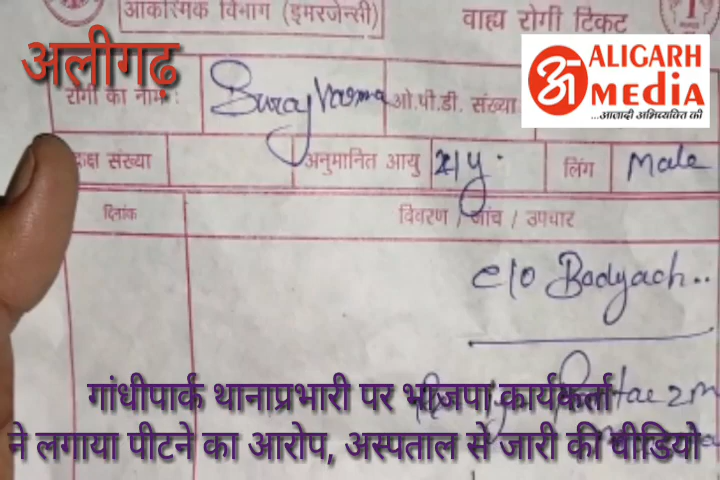 आकस्मिक विभाग (इमरजेन्सी)
वाह्य रोगी टिकट
अलीगढ़
ALIGARH
MEDIA
...आज़ादी अभिव्यक्ति की
रोगी का नाम : Suraj Varma ओ.पी.डी. संख्या
कक्ष संख्या अनुमानित आयु लिंग Male
दिनांक विवरण / जांच / उपचार
c/o Bodyach..
गांधीपार्क थानाप्रभारी पर भाजपा कार्यकर्ता
ने लगाया पीटने का आरोप, अस्पताल से जारी की वीडियो